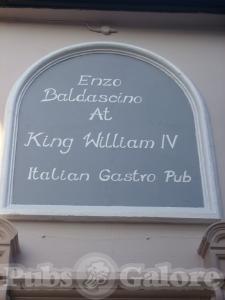 Enzo
Baldascino
At
King William IV
Italian Gastro Pub
Pubs Galore